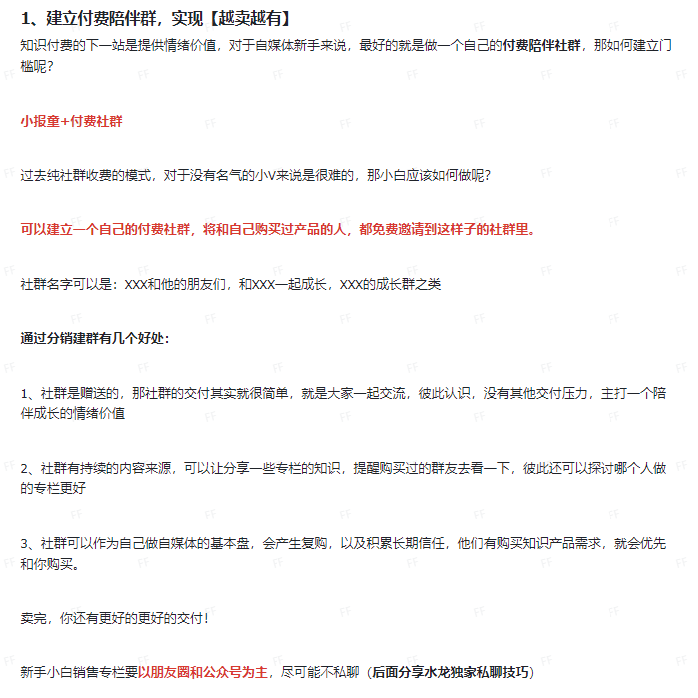 1、建立付费陪伴群，实现【越卖越有】
知识付费的下一站是提供情绪价值，对于自媒体新手来说，最好的就是做一个自己的付费陪伴社群，那如何建立门
槛呢？
小报童+付费社群
过去纯社群收费的模式，对于没有名气的小V来说是很难的，那小白应该如何做呢？
可以建立一个自己的付费社群，将和自己购买过产品的人，都免费邀请到这样子的社群里。
社群名字可以是：XXX和他的朋友们，和XXX一起成长，XXX的成长群之类
通过分销建群有几个好处：
1、社群是赠送的，那社群的交付其实就很简单，就是大家一起交流，彼此认识，没有其他交付压力，主打一个陪
伴成长的情绪价值
2、社群有持续的内容来源，可以让分享一些专栏的知识，提醒购买过的群友去看一下，彼此还可以探讨哪个人做
的专栏更好
3、社群可以作为自己做自媒体的基本盘，会产生复购，以及积累长期信任，他们有购买知识产品需求，就会优先
和你购买。
卖完，你还有更好的更好的交付！
新手小白销售专栏要以朋友圈和公众号为主，尽可能不私聊（后面分享水龙独家私聊技巧）